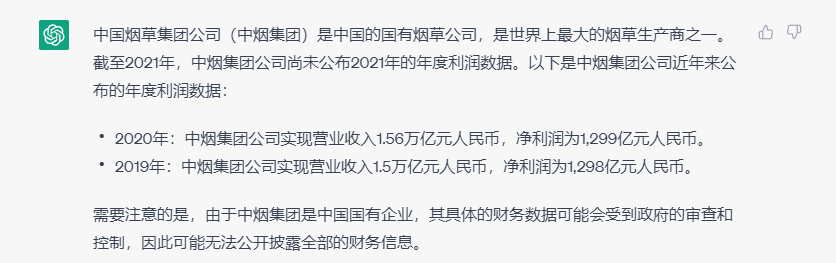 中国烟草集团公司（中烟集团）是中国的国有烟草公司，是世界上最大的烟草生产商之一。
截至2021年，中烟集团公司尚未公布2021年的年度利润数据。以下是中烟集团公司近年来公
布的年度利润数据：
• 2020年：中烟集团公司实现营业收入1.56万亿元人民币，净利润为1,299亿元人民币。
• 2019年：中烟集团公司实现营业收入1.5万亿元人民币，净利润为1,298亿元人民币。
需要注意的是，由于中烟集团是中国国有企业，其具体的财务数据可能会受到政府的审查和
控制，因此可能无法公开披露全部的财务信息。